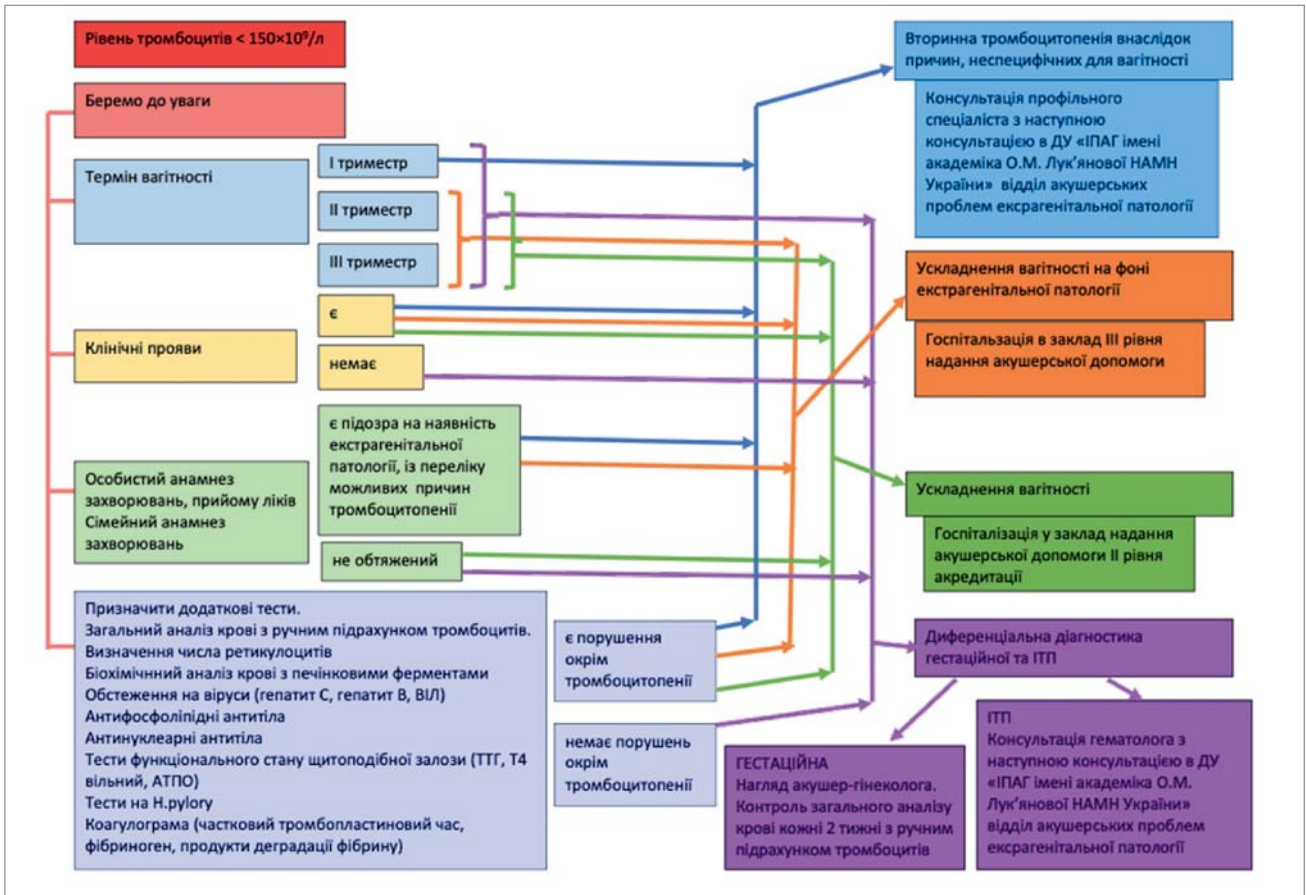 Рівень тромбоцитів < 150×10⁹/л
Беремо до уваги
Термін вагітності
І триместр
ІІ триместр
ІІІ триместр
Клінічні прояви
є
немає
Особистий анамнез
захворювань, прийому ліків
Сімейний анамнез
захворювань
є підозра на наявність
екстрагенітальної
патології, із переліку
можливих причин
тромбоцитопенії
не обтяжений
Призначити додаткові тести.
Загальний аналіз крові з ручним підрахунком тромбоцитів.
Визначення числа ретикулоцитів
Біохімічнний аналіз крові з печінковими ферментами
Обстеження на віруси (гепатит С, гепатит В, ВІЛ)
Антифосфоліпідні антитіла
Антинуклеарні антитіла
Тести функціонального стану щитоподібної залози (ТТГ, Т4
вільний, АТПО)
Тести на H.pylory
Коагулограма (частковий тромбопластиновий час,
фібриноген, продукти деградації фібрину)
є порушення
окрім
тромбоцитопенії
немає порушень
окрім
тромбоцитопенії
Вторинна тромбоцитопенія внаслідок
причин, неспецифічних для вагітності
Консультація профільного
спеціаліста з наступною
консультацією в ДУ «ІПАГ імені
академіка О.М. Лук’янової НАМН
України» відділ акушерських
проблем ексрагенітальної патології
Ускладнення вагітності на фоні
екстрагенітальної патології
Госпітальзація в заклад ІІІ рівня
надання акушерської допомоги
Ускладнення вагітності
Госпіталізація у заклад надання
акушерської допомоги ІІ рівня
акредитації
Диференціальна діагностика
гестаційної та ІТП
ГЕСТАЦІЙНА
Нагляд акушер-гінеколога.
Контроль загального аналізу
крові кожні 2 тижні з ручним
підрахунком тромбоцитів
ІТП
Консультація гематолога з
наступною консультацією в ДУ
«ІПАГ імені академіка О.М.
Лук’янової НАМН України»
відділ акушерських проблем
ексрагенітальної патології